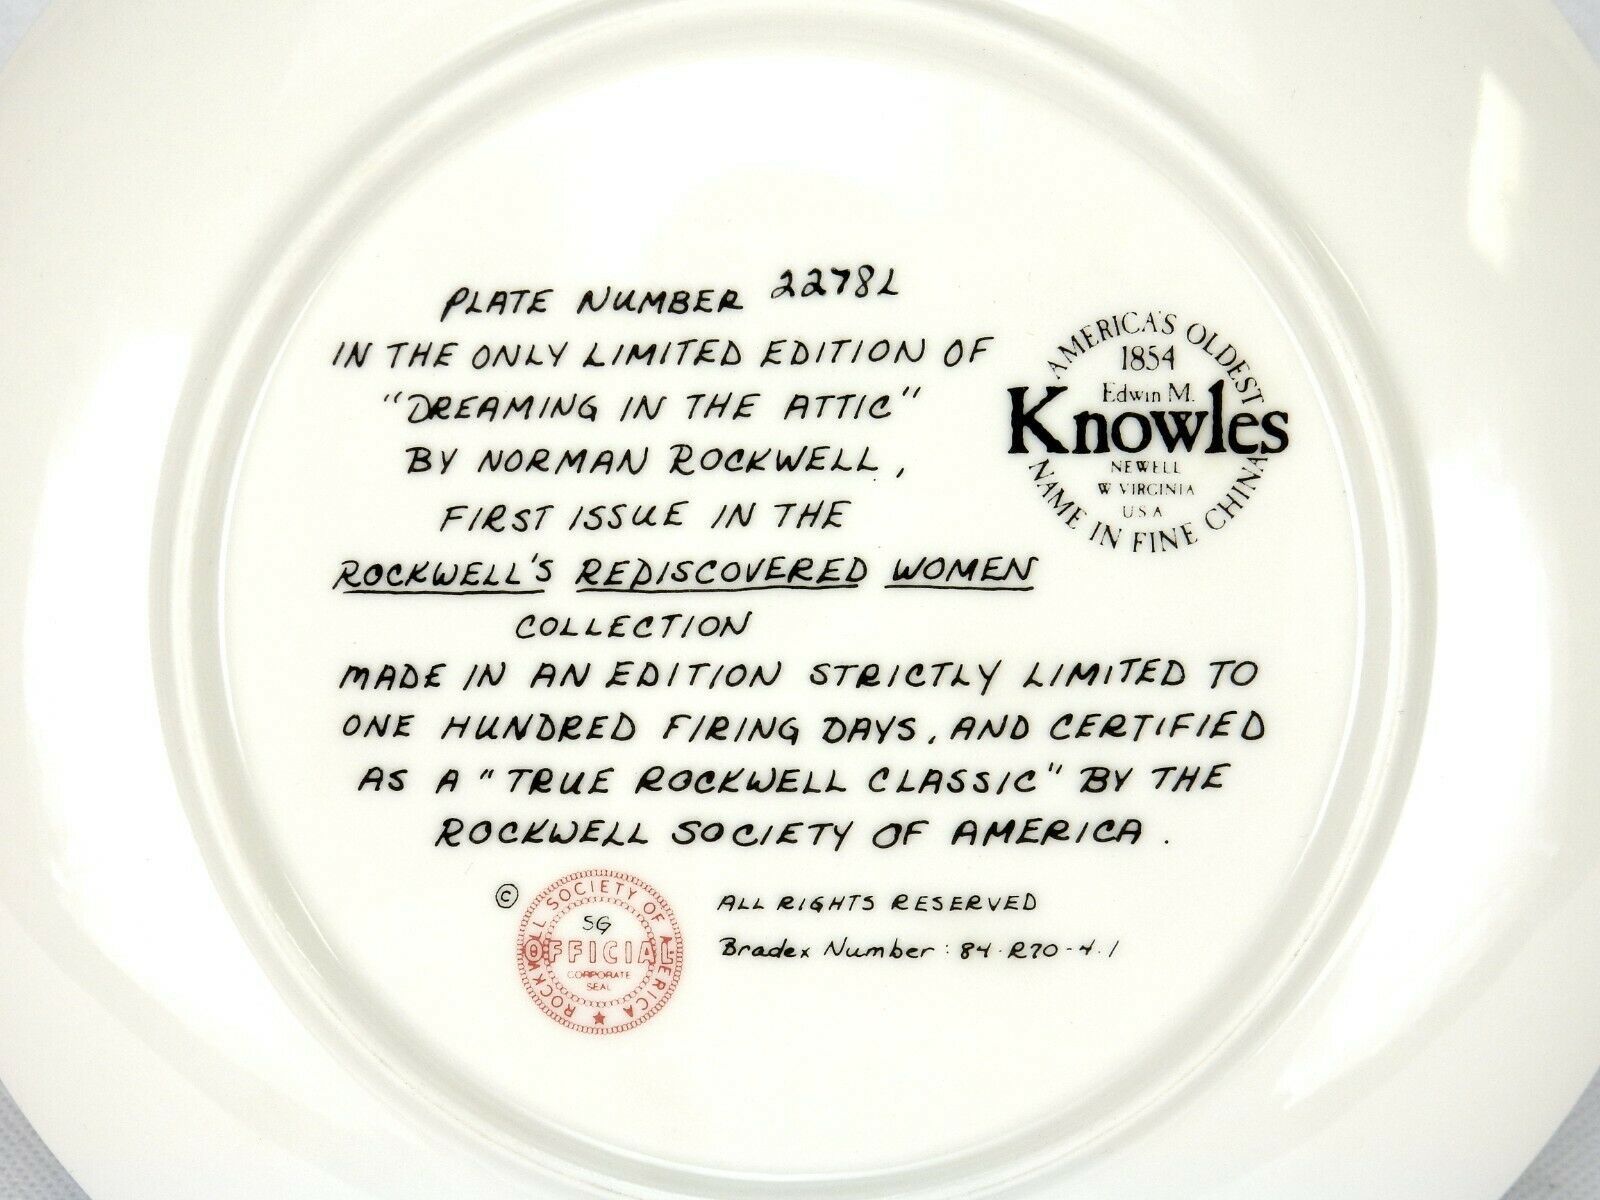 PLATE NUMBER 2278L
IN THE ONLY LIMITED EDITION OF
"DREAMING IN THE ATTIC"
BY NORMAN ROCKWELL,
FIRST ISSUE IN THE
ROCKWELL'S REDISCOVERED WOMEN
COLLECTION
MADE IN AN EDITION STRICTLY LIMITED TO
ONE HUNDRED FIRING DAYS, AND CERTIFIED
AS A "TRUE ROCKWELL CLASSIC" BY THE
ROCKWELL SOCIETY OF AMERICA.
AMERICA'S OLDEST
1854
Edwin M.
Knowles
NEWELL
W VIRGINIA
USA
NAME IN FINE CHINA
©
ROCKWELL SOCIETY OF AMERICA
SG
OFFICIAL
CORPORATE
SEAL
ALL RIGHTS RESERVED
Bradex Number: 84-R70-4.1